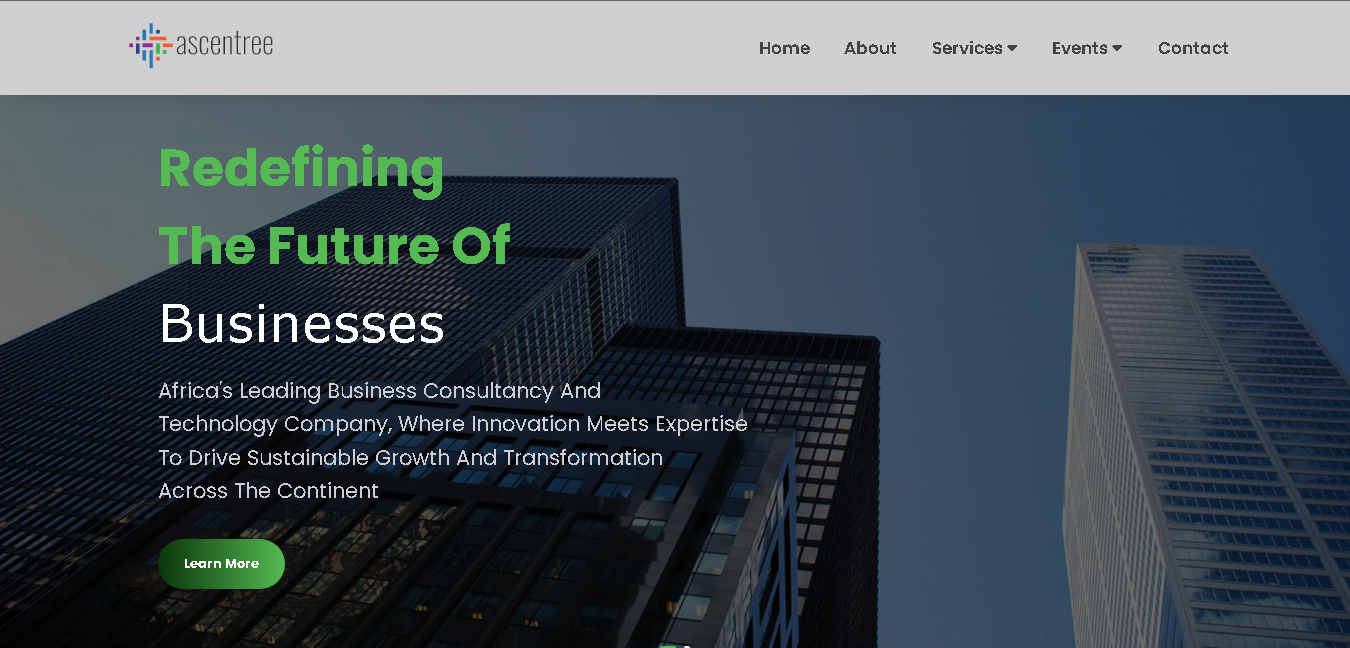 ascentree
Home About Services Events Contact
Redefining
The Future Of
Businesses
Africa's Leading Business Consultancy And
Technology Company, Where Innovation Meets Expertise
To Drive Sustainable Growth And Transformation
Across The Continent
Learn More